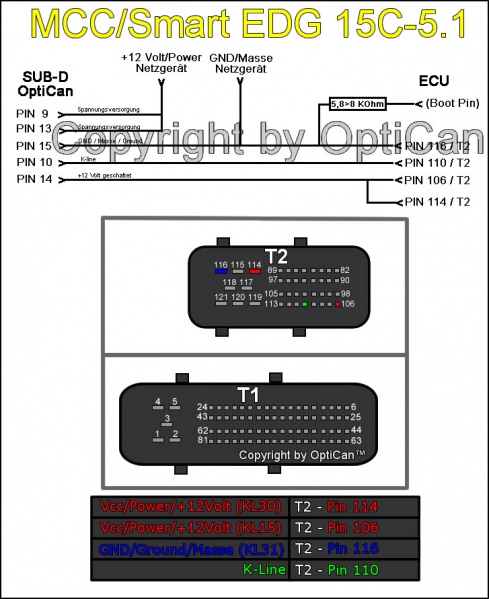 MCC/Smart EDG 15C-5.1
+12 Volt/Power
Netzgerät
GND/Masse
Netzgerät
SUB-D
OptiCan
ECU
5,8>8 KOhm
(Boot Pin)
PIN 9
Spannungsversorgung
PIN 13
Spannungsversorgung
PIN 15
GND / Masse / Ground
PIN 116 / T2
PIN 10
K-line
PIN 110 / T2
PIN 14
+12 Volt geschaltet
PIN 106 / T2
PIN 114 / T2
Copyright by OptiCan
T2
116 115 114
89 82
97 90
118 117
105 98
121 120 119
113 106
T1
4 5
24 6
43 25
3
62 44
1 2
81 63
Copyright by OptiCan™
Vcc/Power/+12Volt (KL30) T2 - Pin 114
Vcc/Power/+12Volt (KL15) T2 - Pin 106
GND/Ground/Masse (KL31) T2 - Pin 116
K-Line T2 - Pin 110